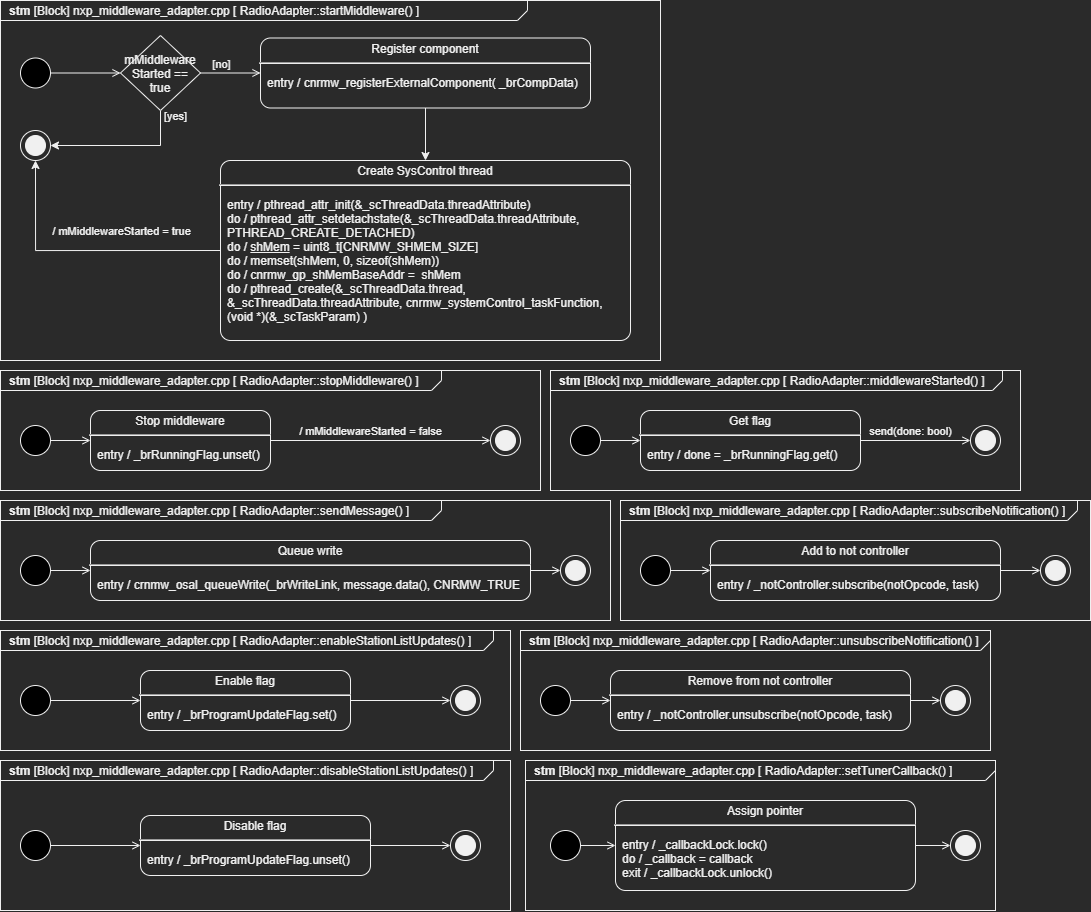 stm [Block] nxp_middleware_adapter.cpp [ RadioAdapter::startMiddleware() ]
mMiddleware
Started ==
true
[no]
[yes]
Register component
entry / cnrmw_registerExternalComponent( _brCompData)
Create SysControl thread
entry / pthread_attr_init(&_scThreadData.threadAttribute)
do / pthread_attr_setdetachstate(&_scThreadData.threadAttribute,
PTHREAD_CREATE_DETACHED)
do / shMem = uint8_t[CNRMW_SHMEM_SIZE]
do / memset(shMem, 0, sizeof(shMem))
do / cnrmw_gp_shMemBaseAddr = shMem
do / pthread_create(&_scThreadData.thread,
&_scThreadData.threadAttribute, cnrmw_systemControl_taskFunction,
(void *)(&_scTaskParam) )
/ mMiddlewareStarted = true
stm [Block] nxp_middleware_adapter.cpp [ RadioAdapter::stopMiddleware() ]
Stop middleware
entry / _brRunningFlag.unset()
/ mMiddlewareStarted = false
stm [Block] nxp_middleware_adapter.cpp [ RadioAdapter::middlewareStarted() ]
Get flag
entry / done = _brRunningFlag.get()
send(done: bool)
stm [Block] nxp_middleware_adapter.cpp [ RadioAdapter::sendMessage() ]
Queue write
entry / crnmw_osal_queueWrite(_brWriteLink, message.data(), CNRMW_TRUE
stm [Block] nxp_middleware_adapter.cpp [ RadioAdapter::subscribeNotification() ]
Add to not controller
entry / _notController.subscribe(notOpcode, task)
stm [Block] nxp_middleware_adapter.cpp [ RadioAdapter::enableStationListUpdates() ]
Enable flag
entry / _brProgramUpdateFlag.set()
stm [Block] nxp_middleware_adapter.cpp [ RadioAdapter::unsubscribeNotification() ]
Remove from not controller
entry / _notController.unsubscribe(notOpcode, task)
stm [Block] nxp_middleware_adapter.cpp [ RadioAdapter::disableStationListUpdates() ]
Disable flag
entry / _brProgramUpdateFlag.unset()
stm [Block] nxp_middleware_adapter.cpp [ RadioAdapter::setTunerCallback() ]
Assign pointer
entry / _callbackLock.lock()
do / _callback = callback
exit / _callbackLock.unlock()